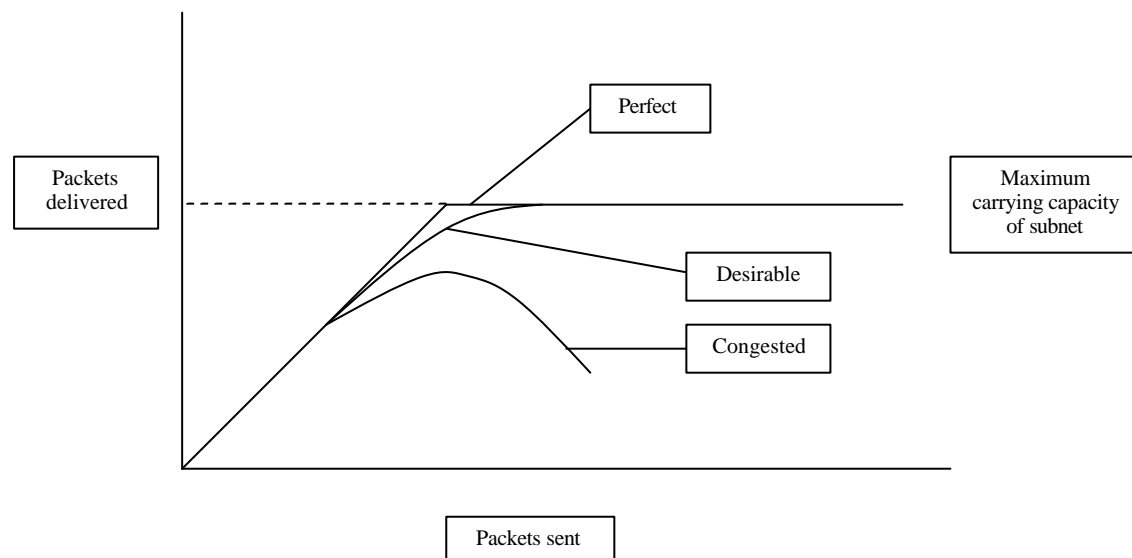 Perfect
Packets
delivered
Maximum
carrying capacity
of subnet
Desirable
Congested
Packets sent